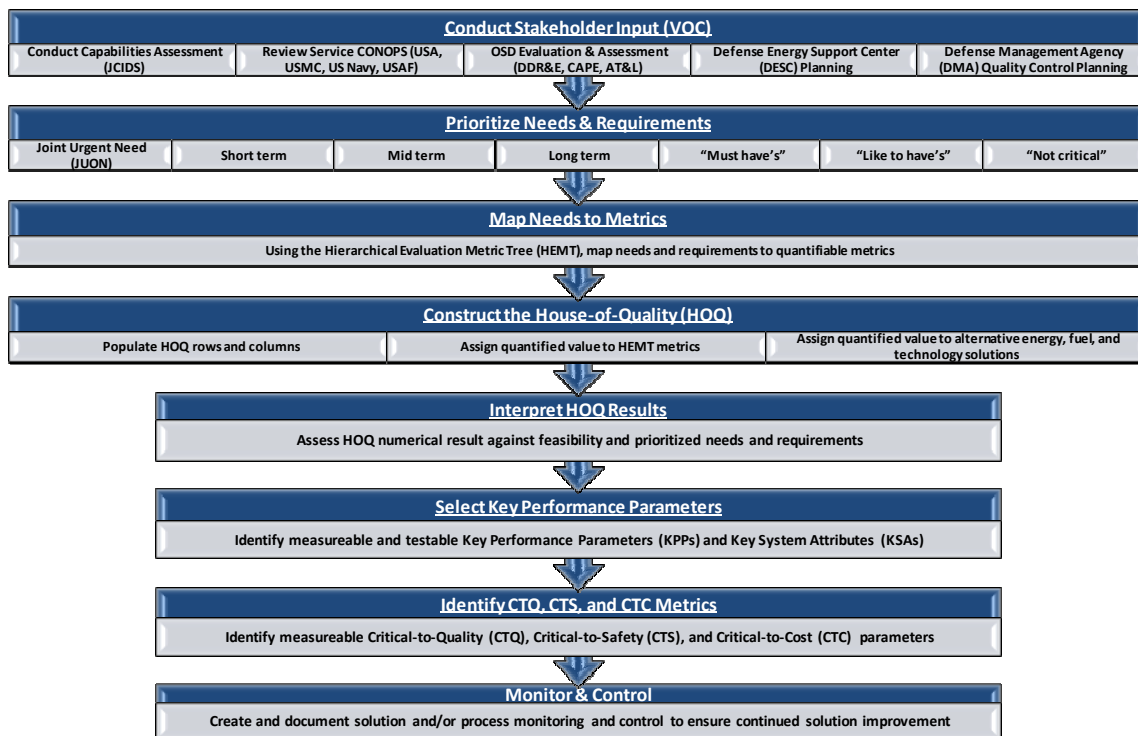 Conduct Stakeholder Input (VOC)
Conduct Capabilities Assessment
(JCIDS)
Review Service CONOPS (USA,
USMC, US Navy, USAF)
OSD Evaluation & Assessment
(DDR&E, CAPE, AT&L)
Defense Energy Support Center
(DESC) Planning
Defense Management Agency
(DMA) Quality Control Planning
Prioritize Needs & Requirements
Joint Urgent Need
(JUON)
Short term
Mid term
Long term
“Must have’s”
“Like to have’s”
“Not critical”
Map Needs to Metrics
Using the Hierarchical Evaluation Metric Tree (HEMT), map needs and requirements to quantifiable metrics
Construct the House-of-Quality (HOQ)
Populate HOQ rows and columns
Assign quantified value to HEMT metrics
Assign quantified value to alternative energy, fuel, and
technology solutions
Interpret HOQ Results
Assess HOQ numerical result against feasibility and prioritized needs and requirements
Select Key Performance Parameters
Identify measureable and testable Key Performance Parameters (KPPs) and Key System Attributes (KSAs)
Identify CTQ, CTS, and CTC Metrics
Identify measureable Critical-to-Quality (CTQ), Critical-to-Safety (CTS), and Critical-to-Cost (CTC) parameters
Monitor & Control
Create and document solution and/or process monitoring and control to ensure continued solution improvement